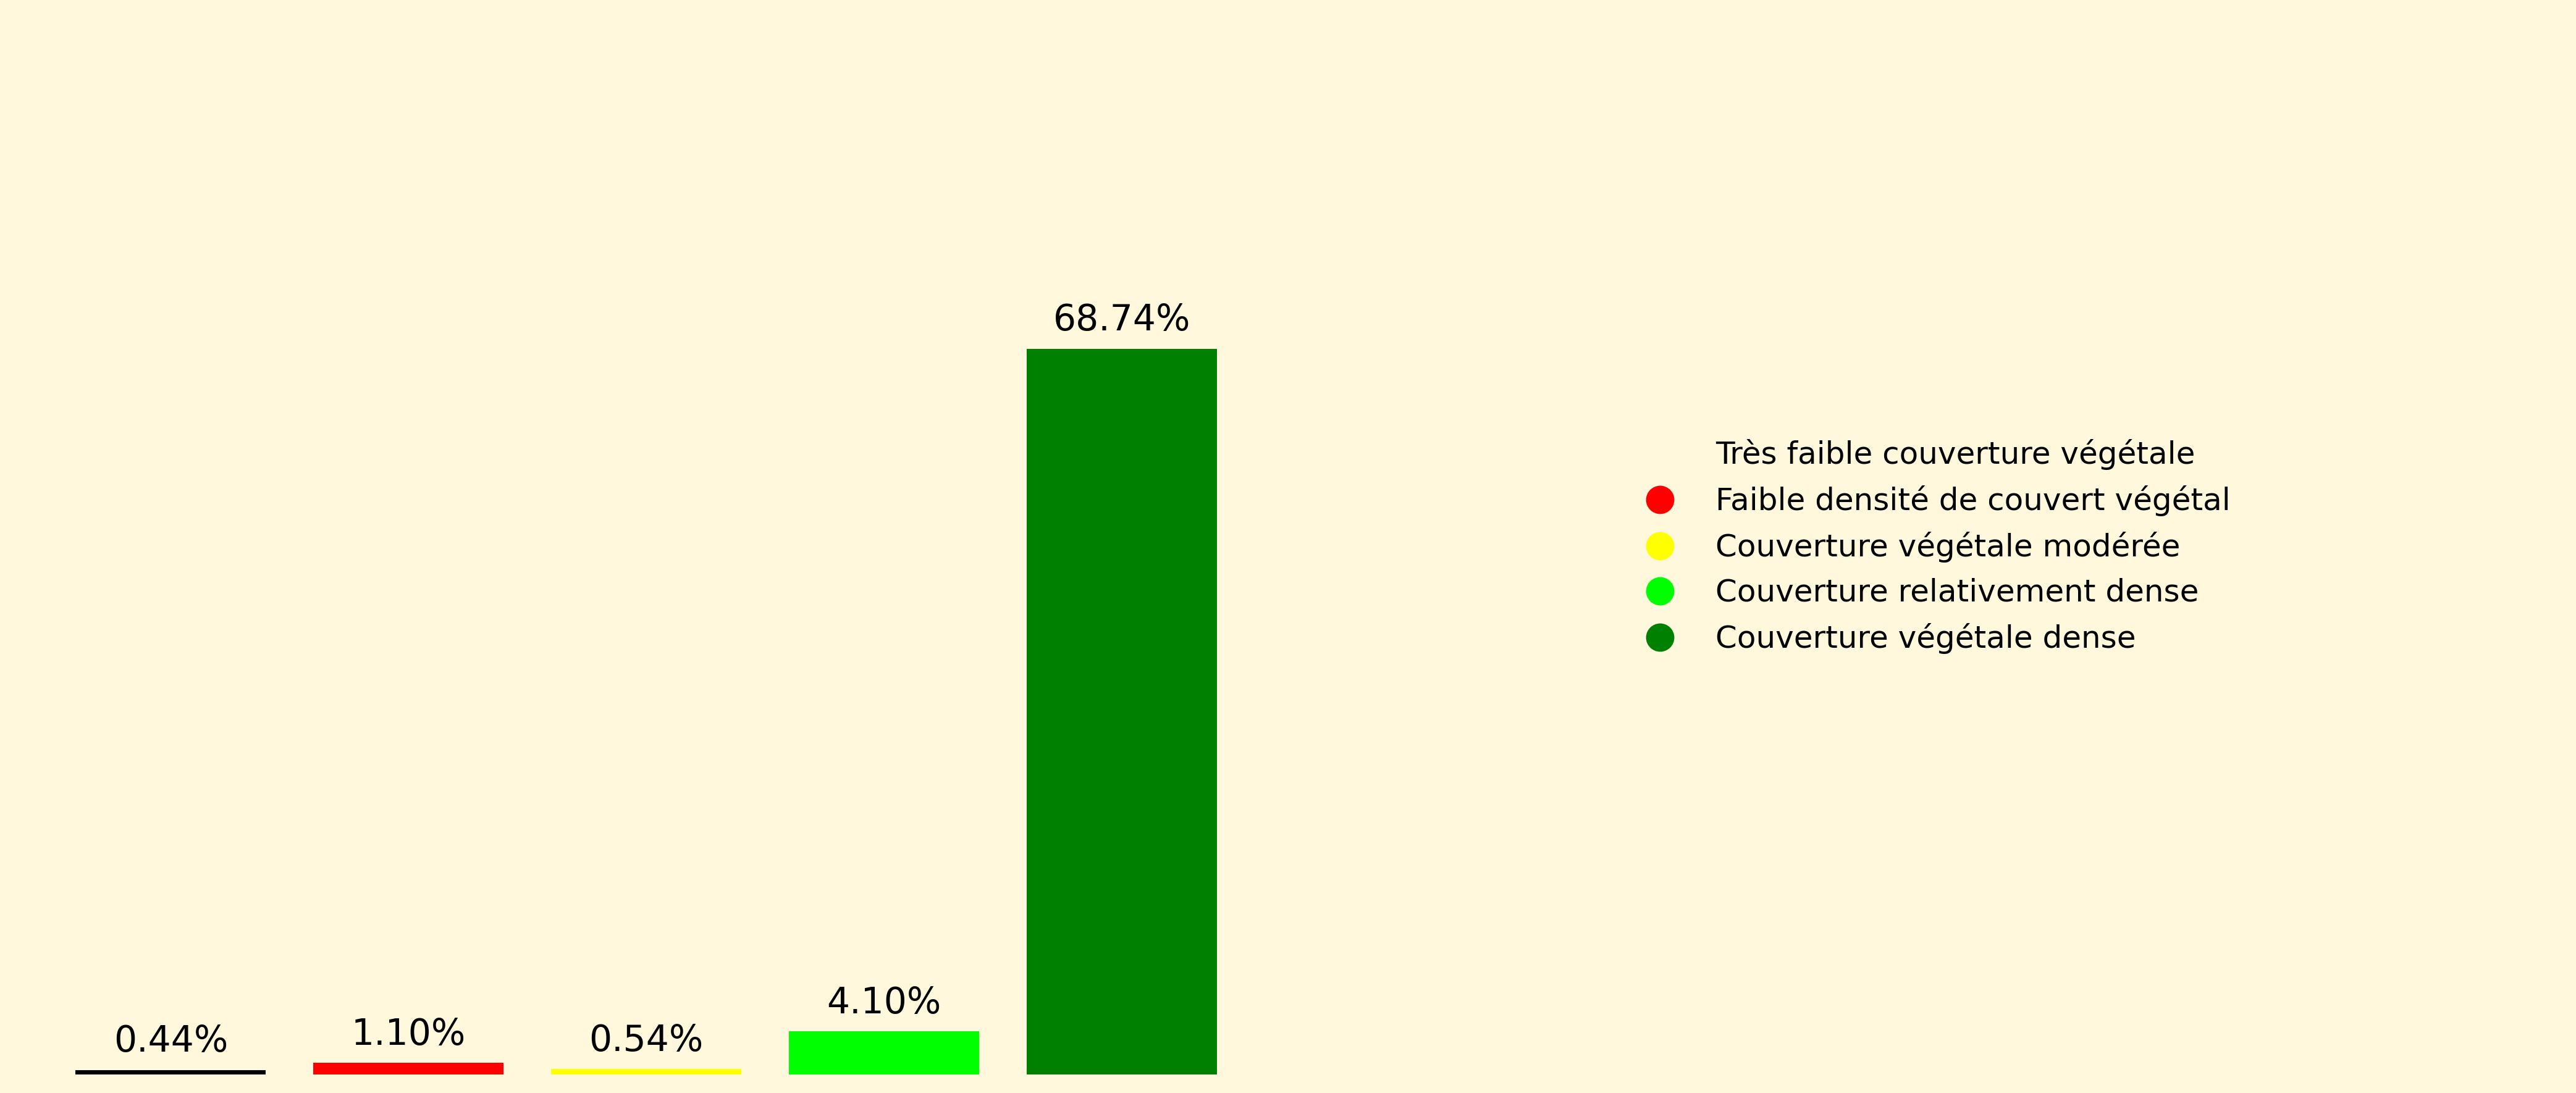 68.74%
4.10%
1.10%
0.54%
0.44%
Très faible couverture végétale
Faible densité de couvert végétal
Couverture végétale modérée
Couverture relativement dense
Couverture végétale dense